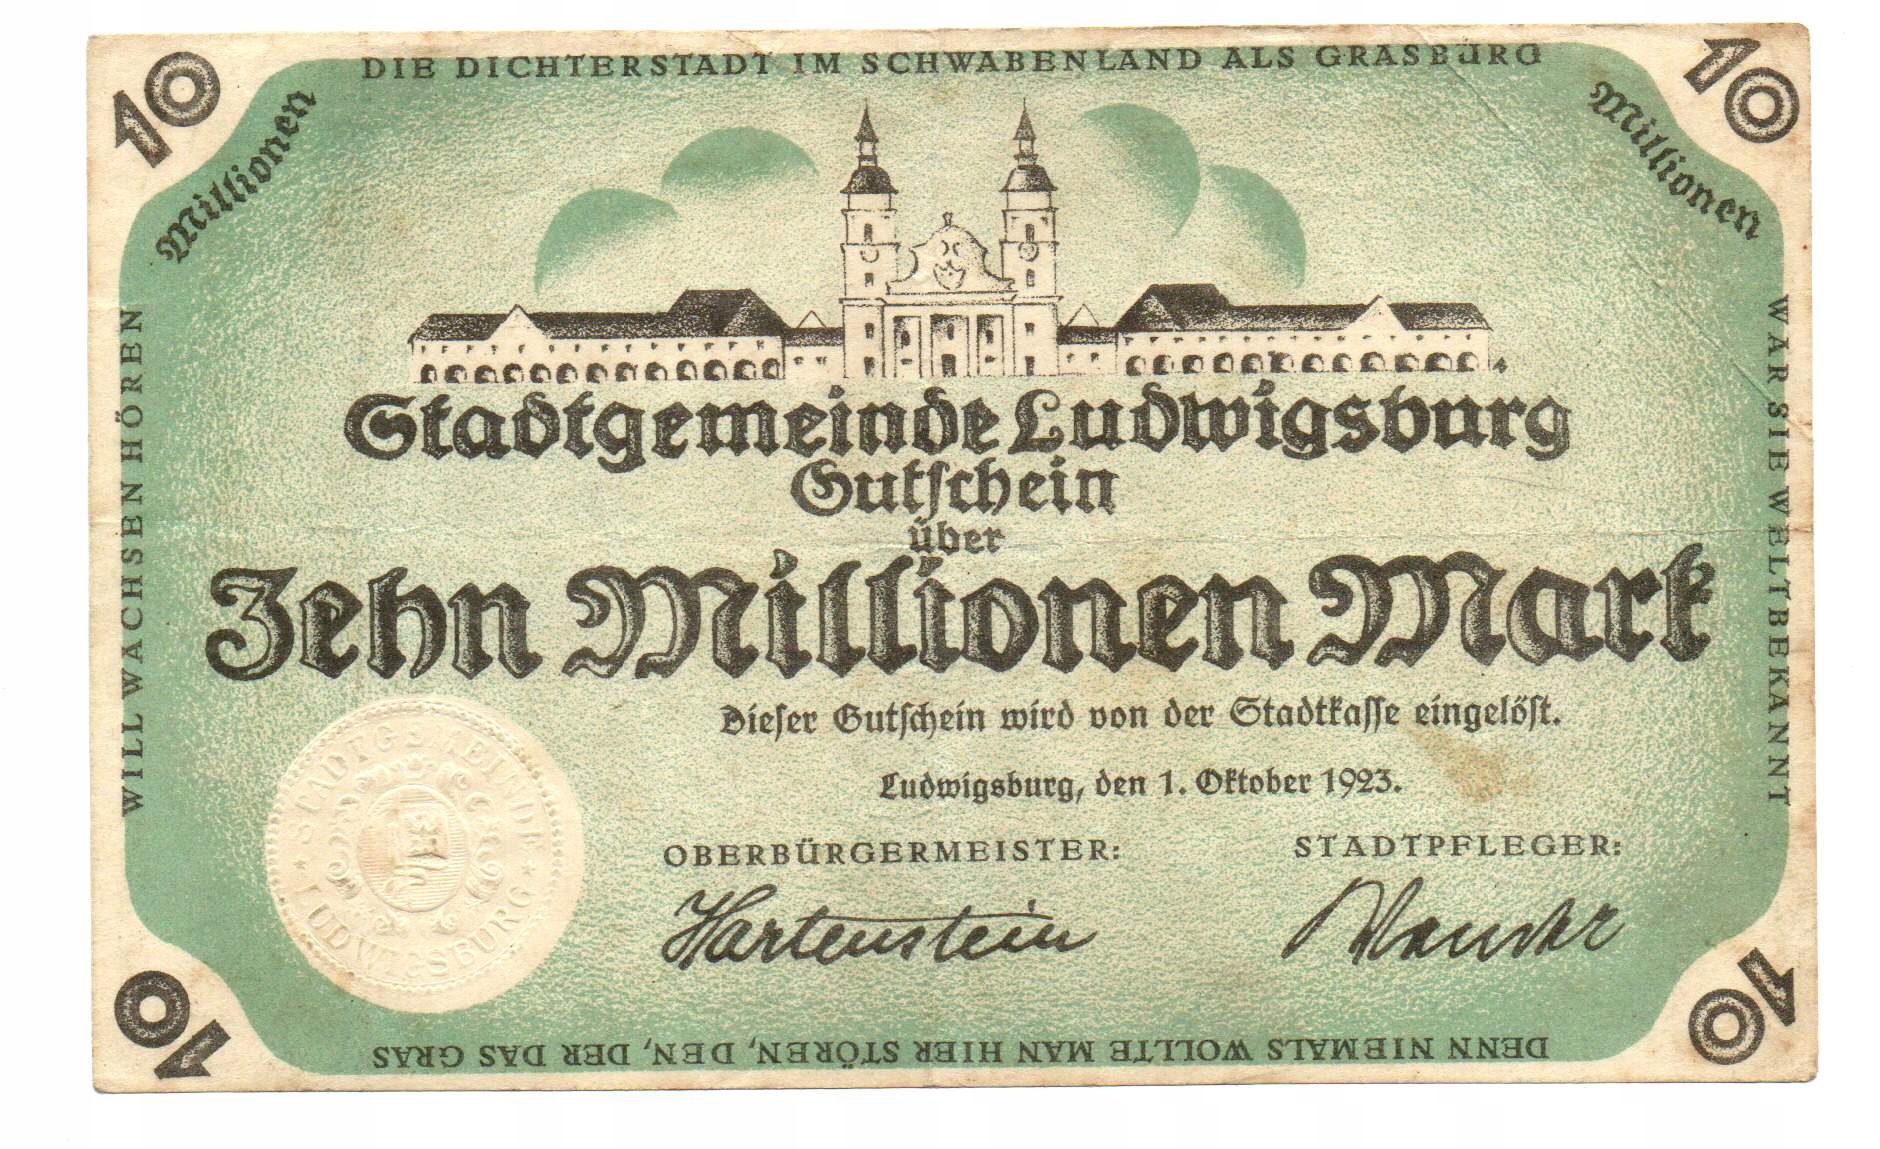 DIE DICHTERSTADT IM SCHWABENLAND ALS GRASBURG
WAR SIE WELTBEKANNT
DENN NIEMALS WOLLTE MAN HIER STÖREN, DEN, DER DAS GRAS
WILL WACHSEN HÖREN
10
Millionen
10
Millionen
Stadtgemeinde Ludwigsburg
Gutschein
über
Zehn Millionen Mark
Dieser Gutschein wird von der Stadtkasse eingelöst.
Ludwigsburg, den 1. Oktober 1923.
OBERBÜRGERMEISTER:
STADTPFLEGER:
Hartenstein
STADTGEMEINDE
LUDWIGSBURG
10
10